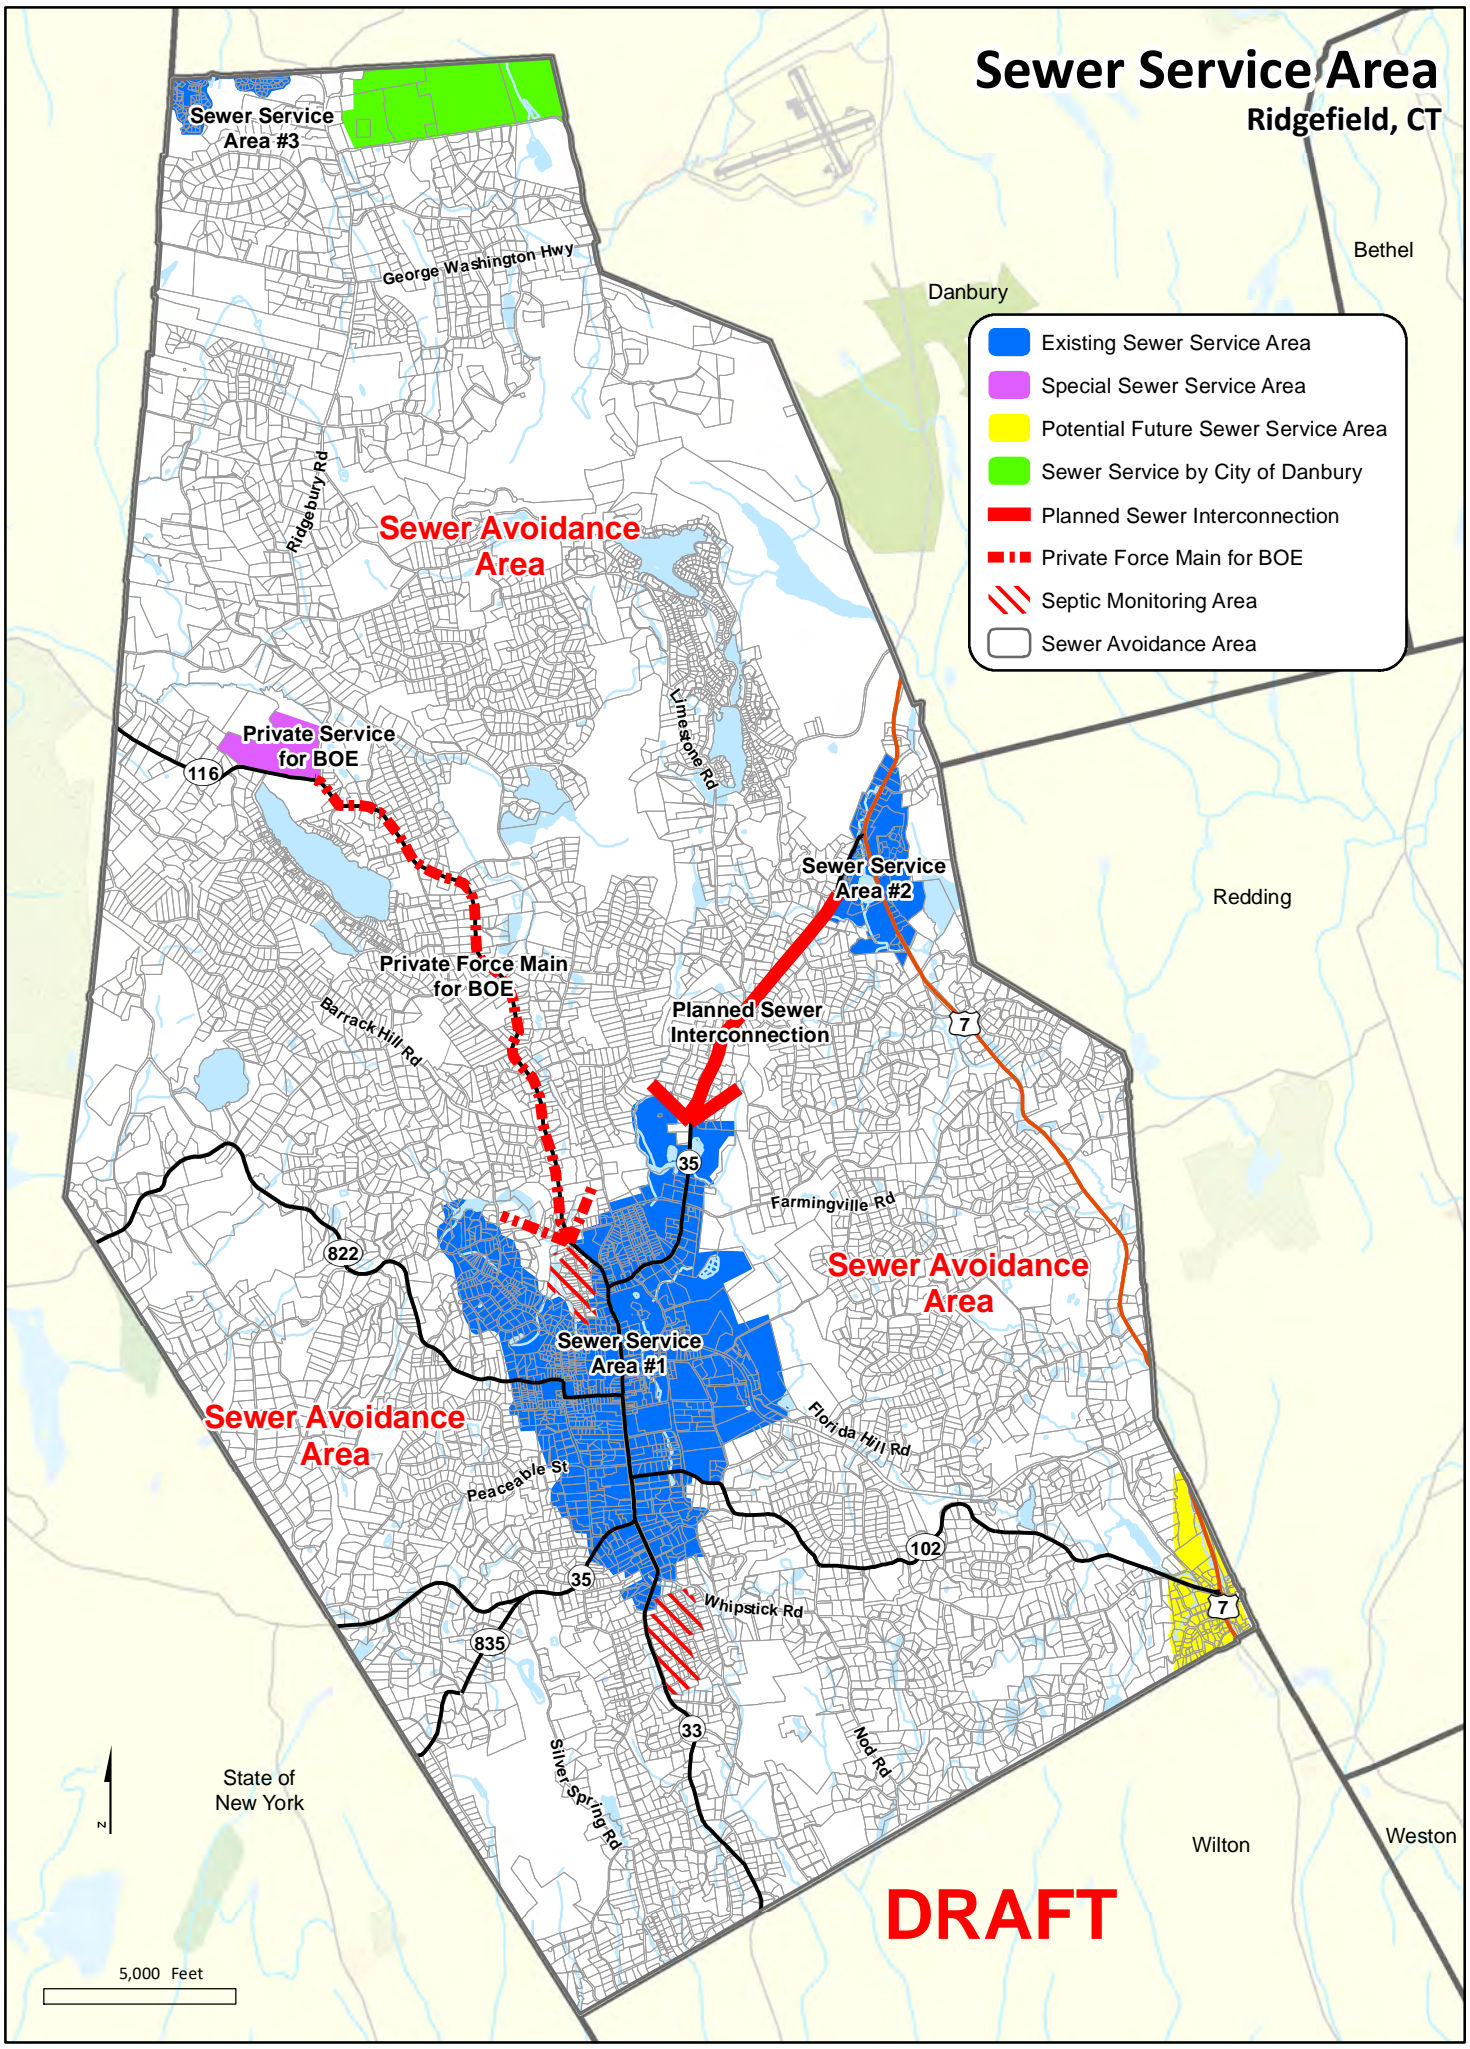 Sewer Service Area
Ridgefield, CT
Sewer Service
Area #3
George Washington Hwy
Bethel
Danbury
Existing Sewer Service Area
Special Sewer Service Area
Potential Future Sewer Service Area
Sewer Service by City of Danbury
Planned Sewer Interconnection
Private Force Main for BOE
Septic Monitoring Area
Sewer Avoidance Area
Ridgebury Rd
Sewer Avoidance
Area
Limestone Rd
Private Service
for BOE
116
Sewer Service
Area #2
Redding
Private Force Main
for BOE
Barrack Hill Rd
Planned Sewer
Interconnection
7
35
Farmingville Rd
822
Sewer Avoidance
Area
Sewer Service
Area #1
Sewer Avoidance
Area
Florida Hill Rd
Peaceable St
102
35
Whipstick Rd
7
835
33
Nod Rd
Silver Spring Rd
State of
New York
N
Wilton
Weston
DRAFT
5,000 Feet